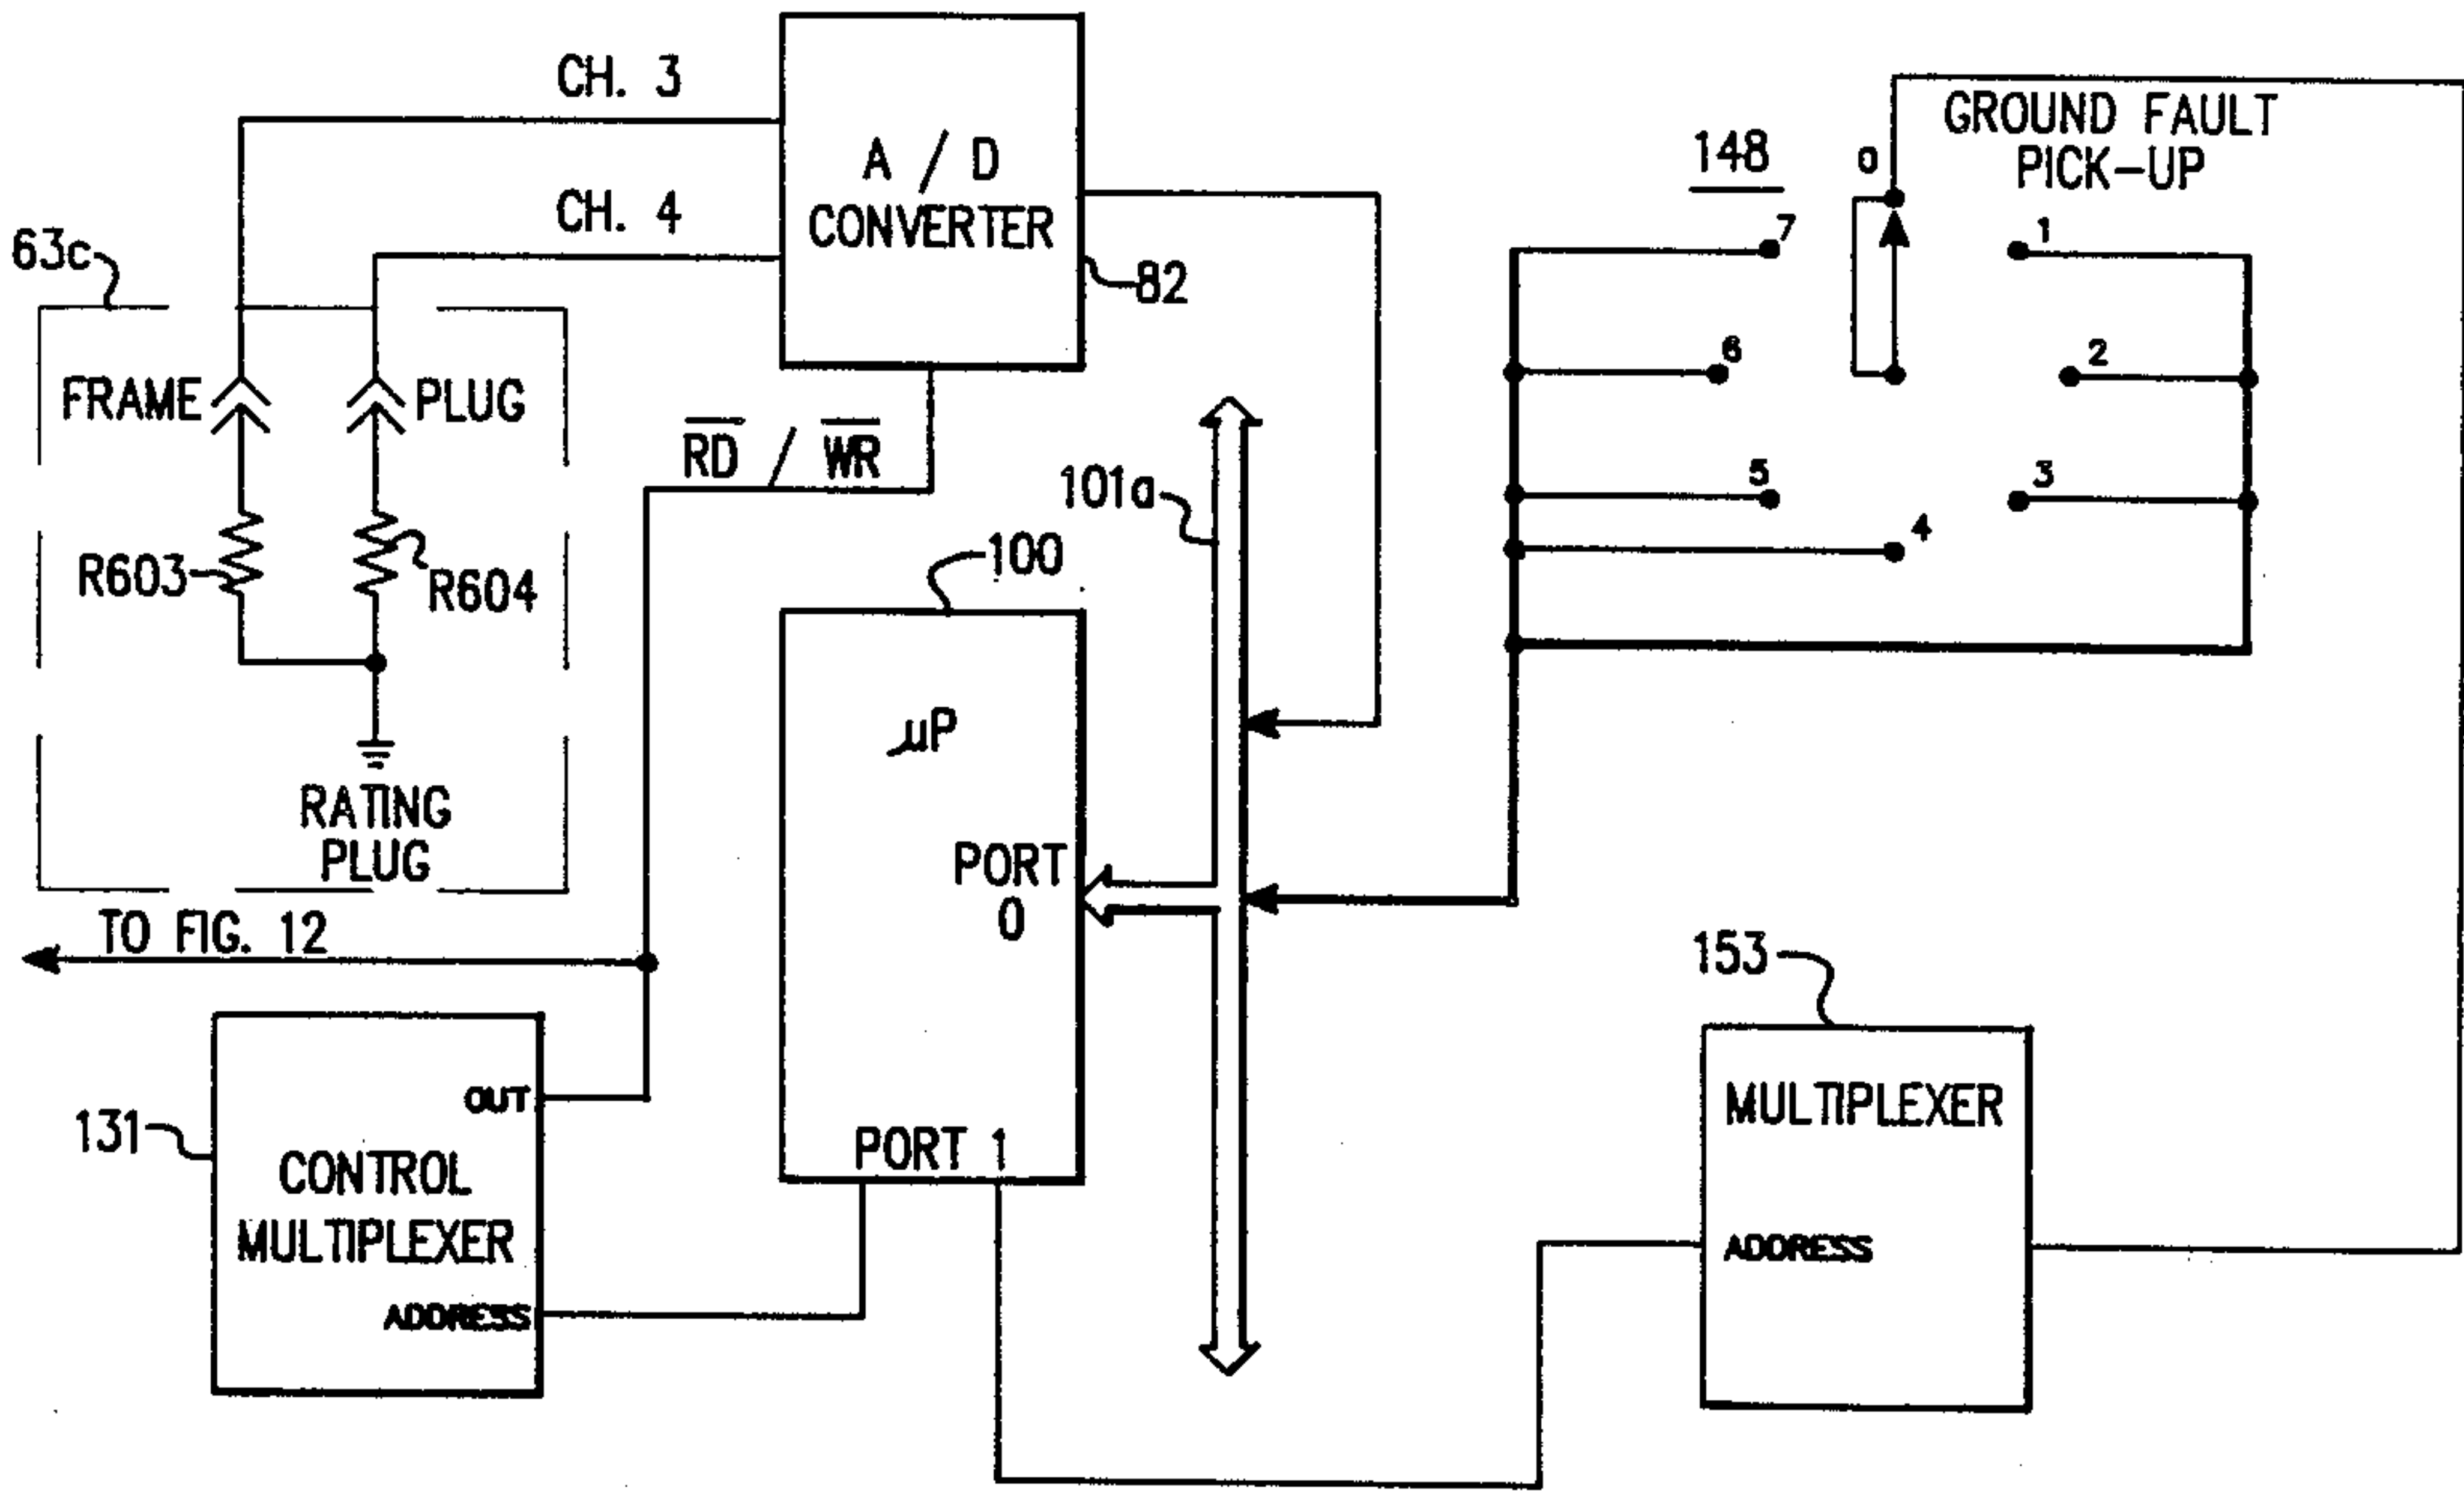 CH. 3
CH. 4
A / D
CONVERTER
82
63c
FRAME
PLUG
R603
R604
RATING
PLUG
RD / WR
101a
100
µP
PORT
0
PORT 1
TO FIG. 12
131
OUT
CONTROL
MULTIPLEXER
ADDRESS
148
GROUND FAULT
PICK-UP
0
1
2
3
4
5
6
7
153
MULTIPLEXER
ADDRESS